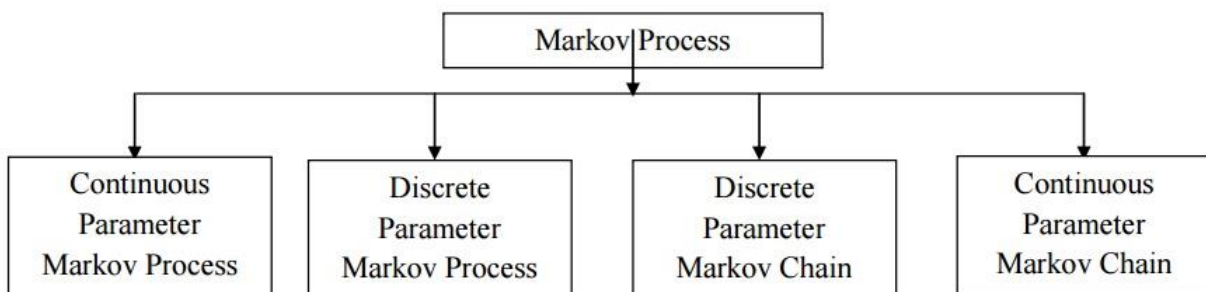 Markov Process
Continuous
Parameter
Markov Process
Discrete
Parameter
Markov Process
Discrete
Parameter
Markov Chain
Continuous
Parameter
Markov Chain